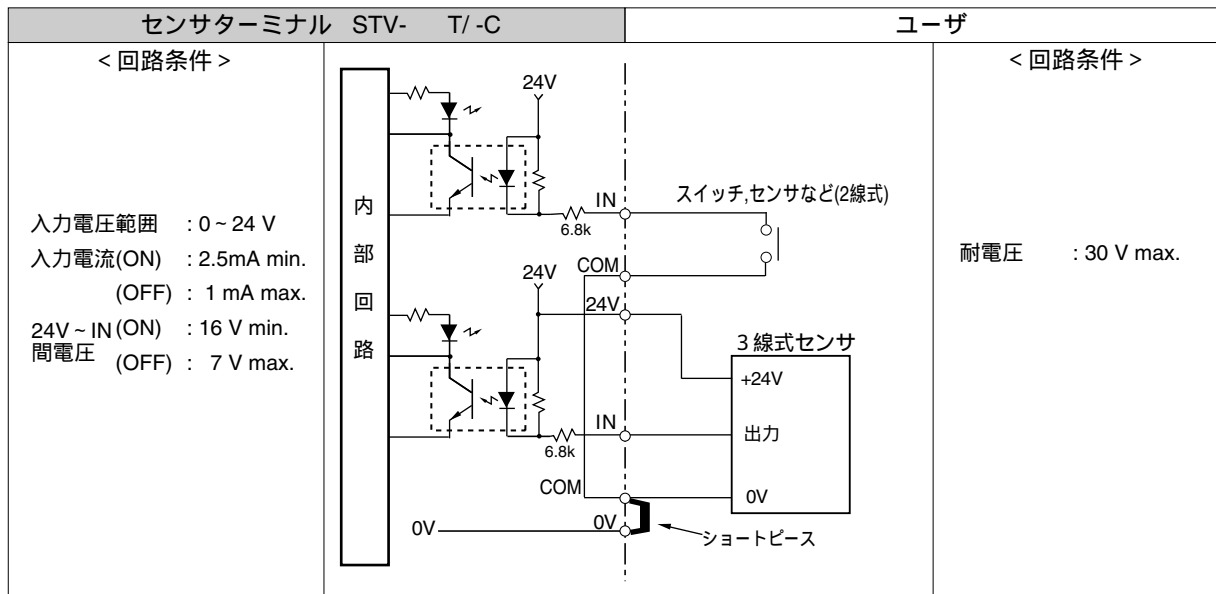 センサターミナル STV- T/ -C
ユーザ
< 回路条件 >
入力電圧範囲 : 0 ~ 24 V
入力電流(ON) : 2.5mA min.
(OFF) : 1 mA max.
24V ~ IN間電圧 (ON) : 16 V min.
(OFF) : 7 V max.
内部回路
24V
IN
6.8k
COM
24V
24V
IN
6.8k
COM
0V
0V
スイッチ,センサなど(2線式)
3線式センサ
+24V
出力
0V
ショートピース
< 回路条件 >
耐電圧 : 30 V max.